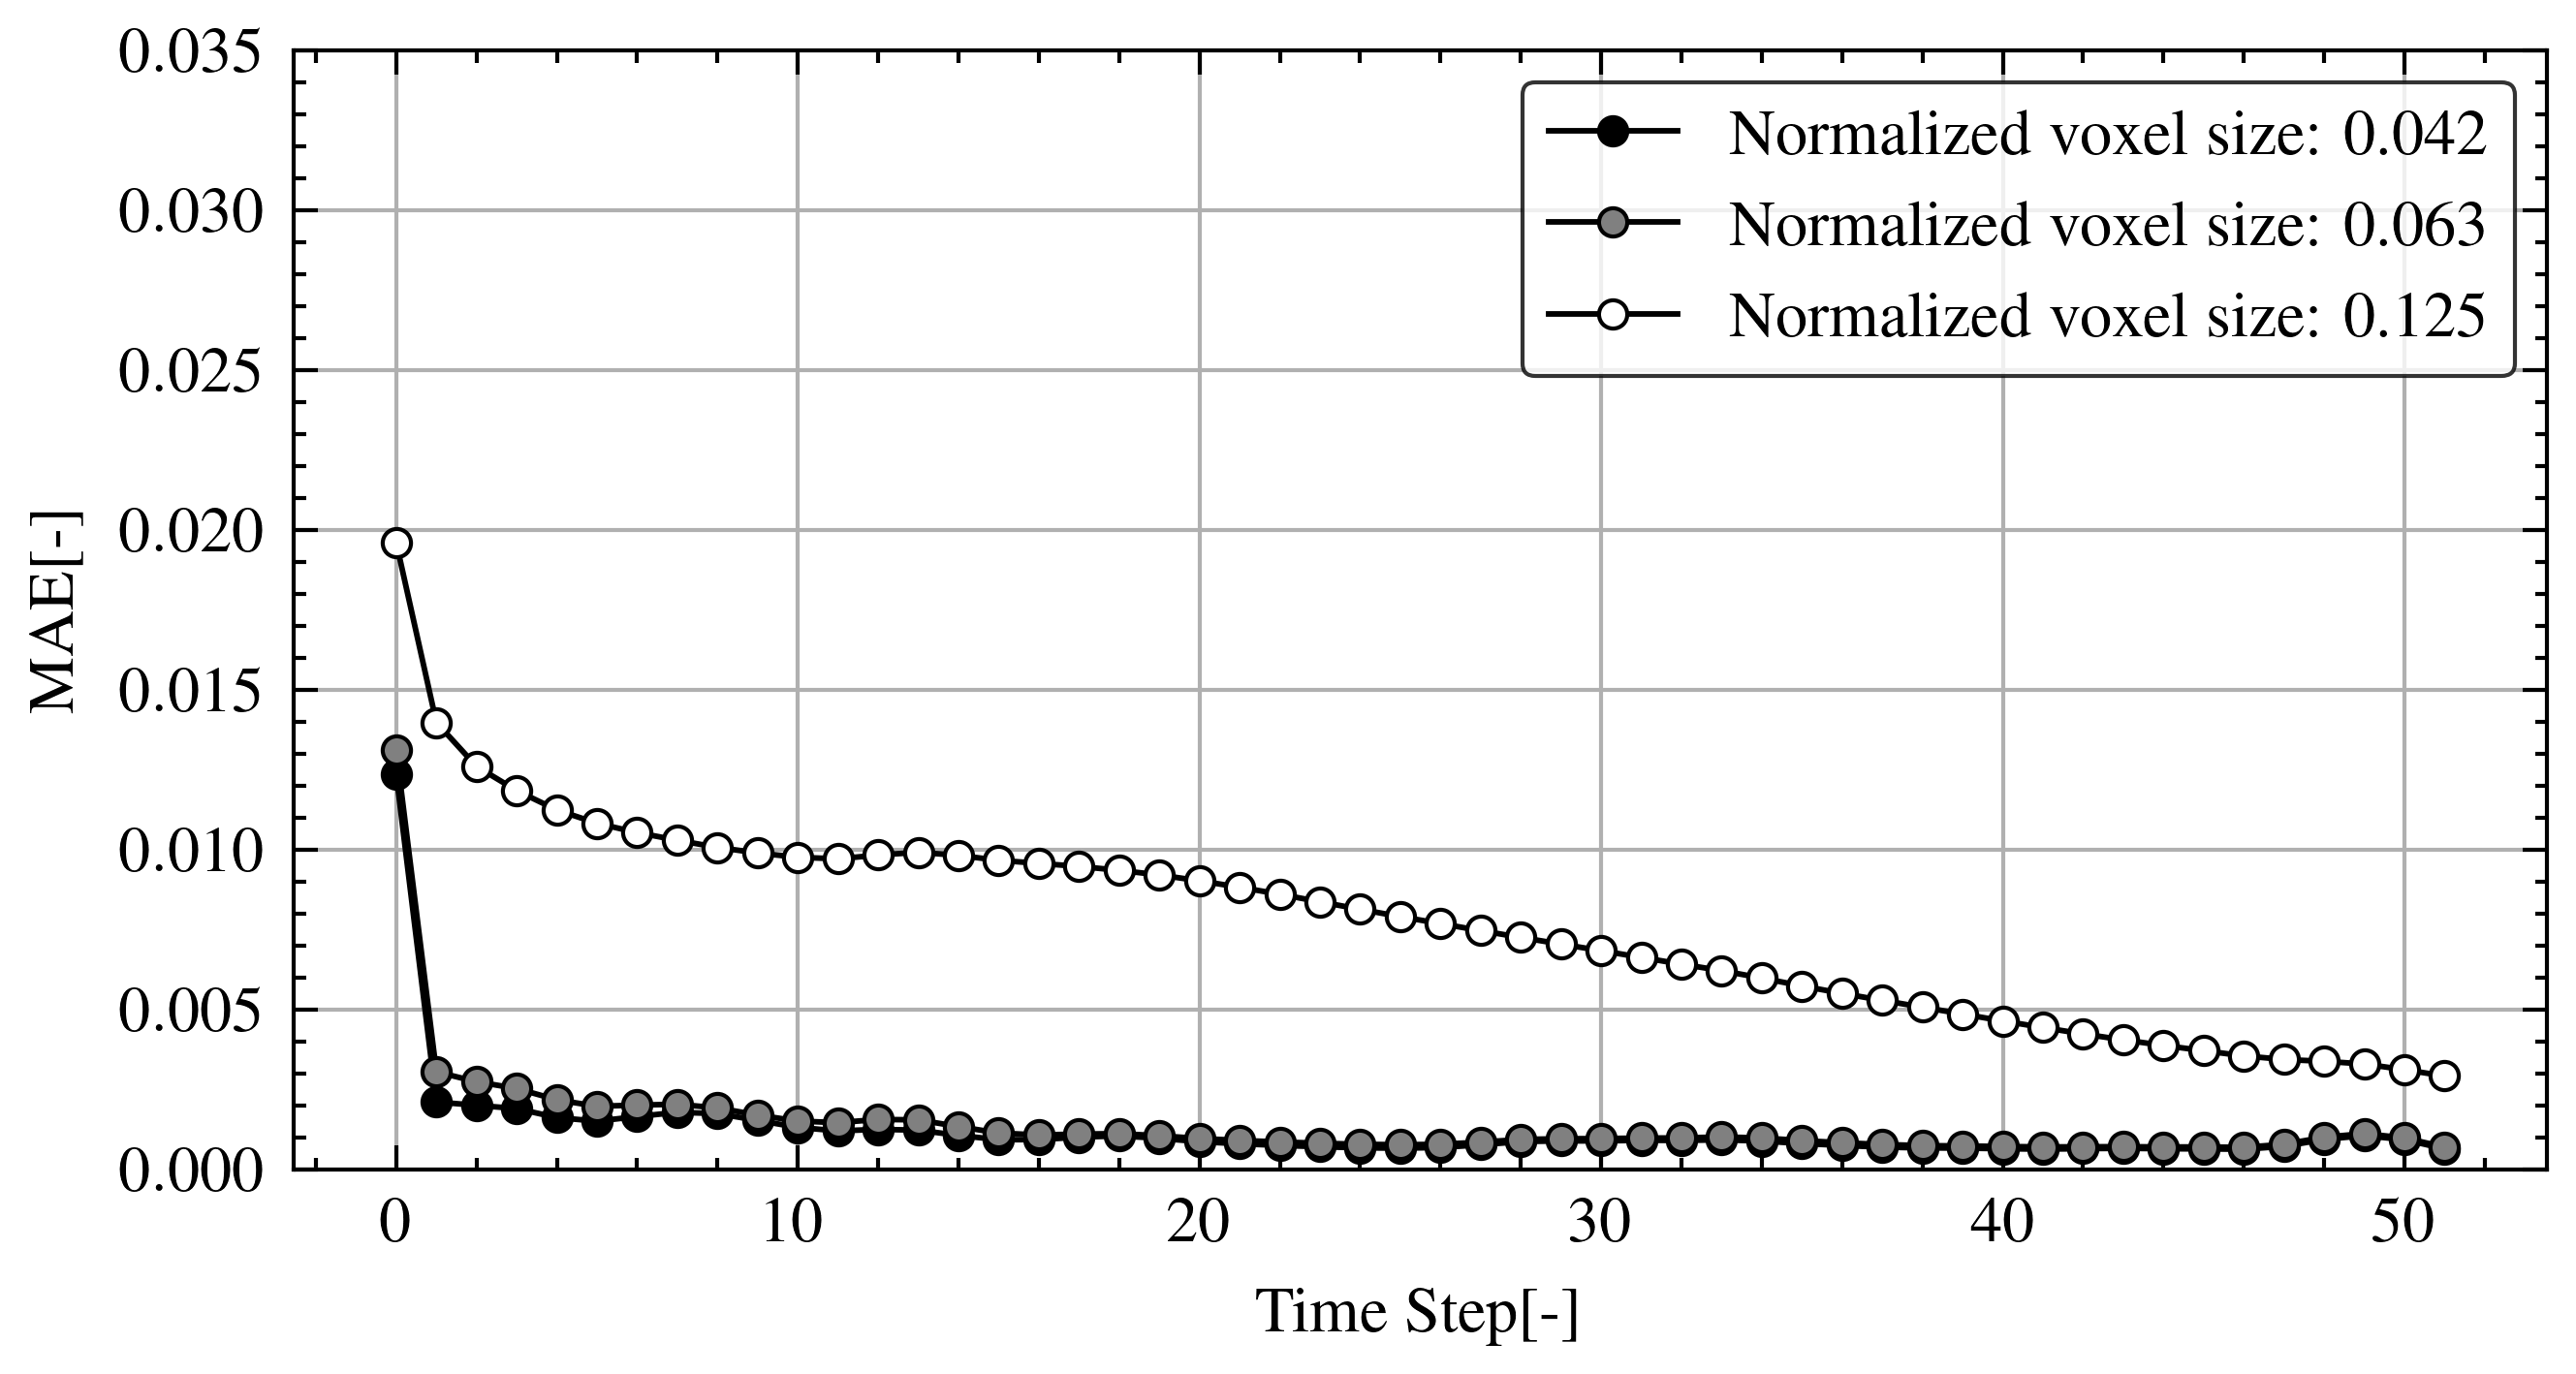 0.035
0.030
0.025
0.020
0.015
0.010
0.005
0.000
MAE[-]
Normalized voxel size: 0.042
Normalized voxel size: 0.063
Normalized voxel size: 0.125
0 10 20 30 40 50
Time Step[-]